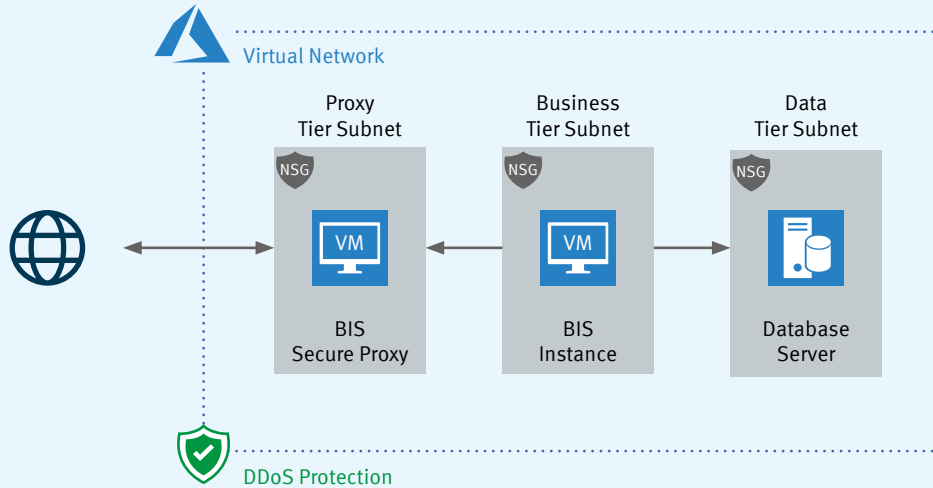 Virtual Network
Proxy
Tier Subnet
Business
Tier Subnet
Data
Tier Subnet
NSG
NSG
NSG
VM
VM
BIS
Secure Proxy
BIS
Instance
Database
Server
DDoS Protection